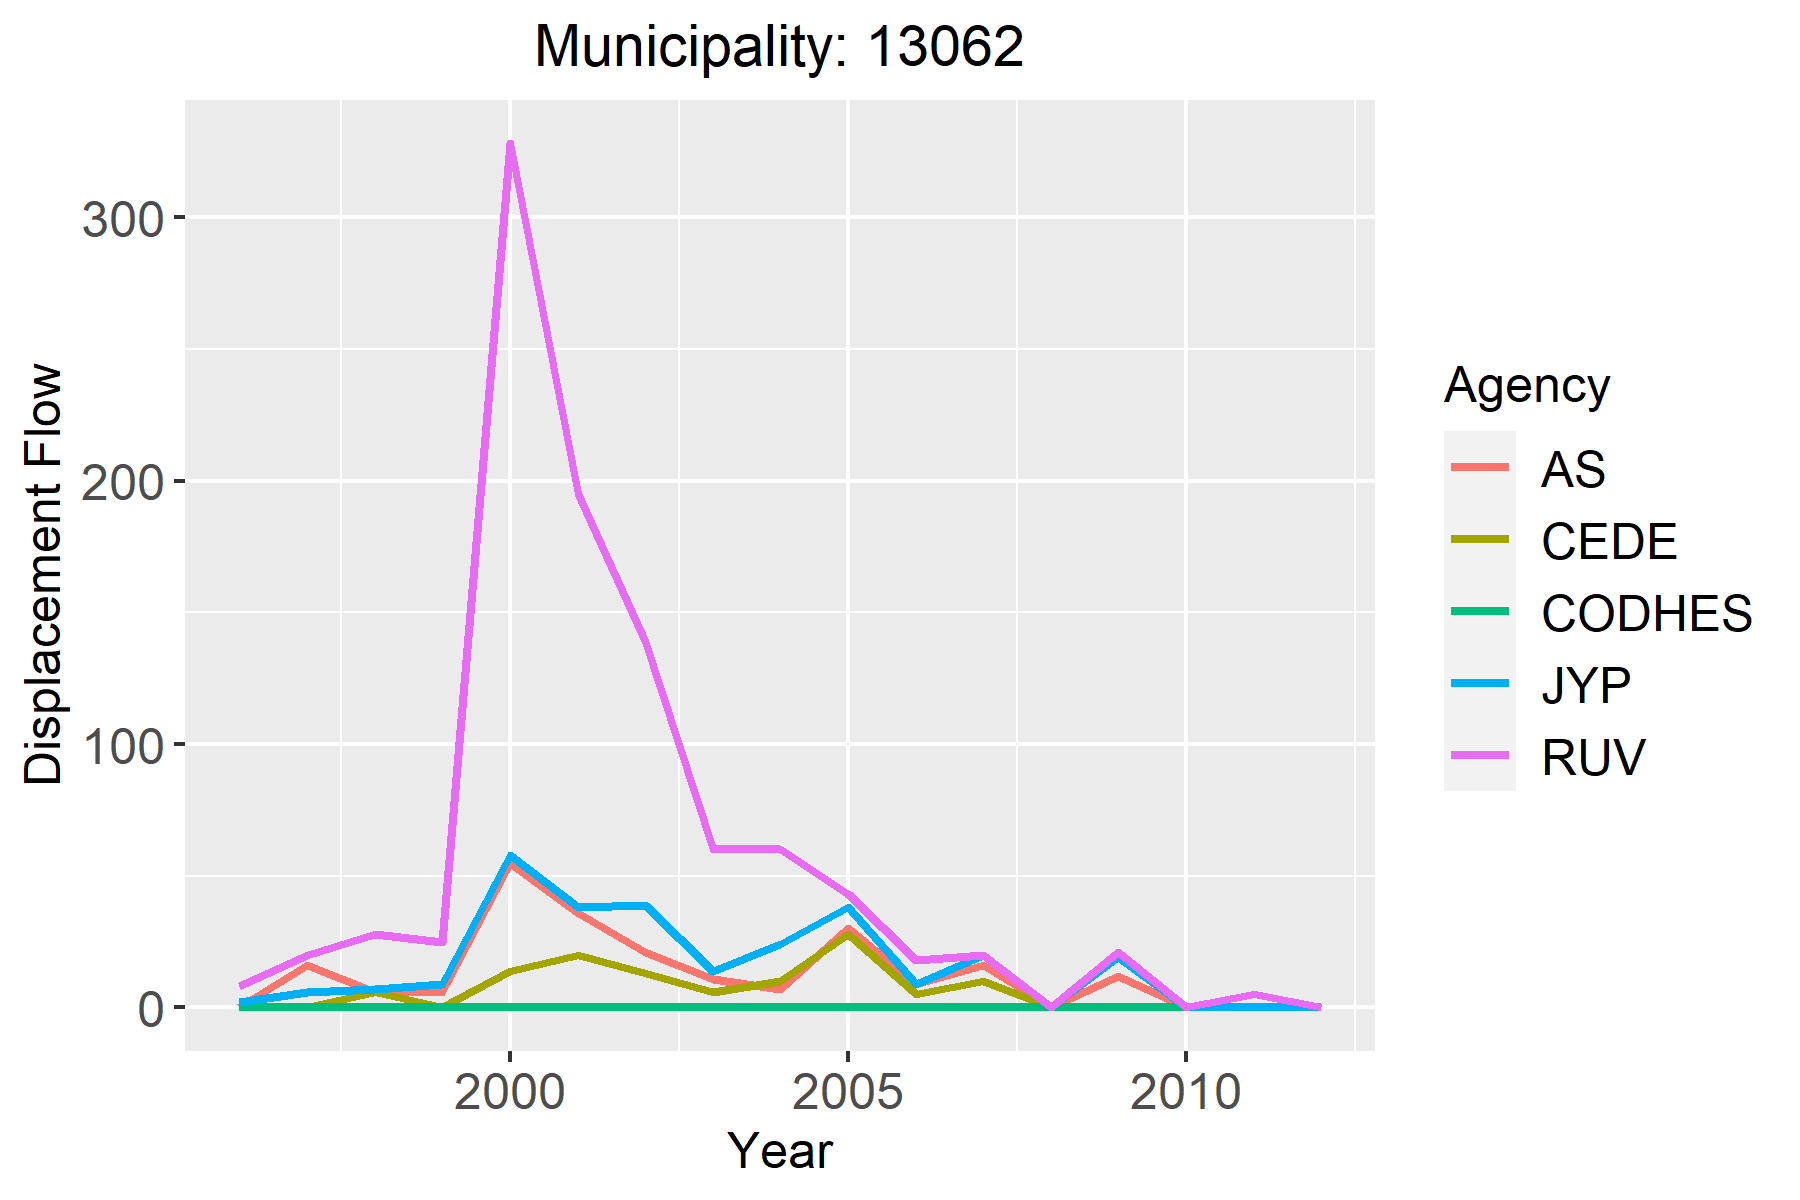 Municipality: 13062
Displacement Flow
300
200
100
0
2000
2005
2010
Year
Agency
AS
CEDE
CODHES
JYP
RUV